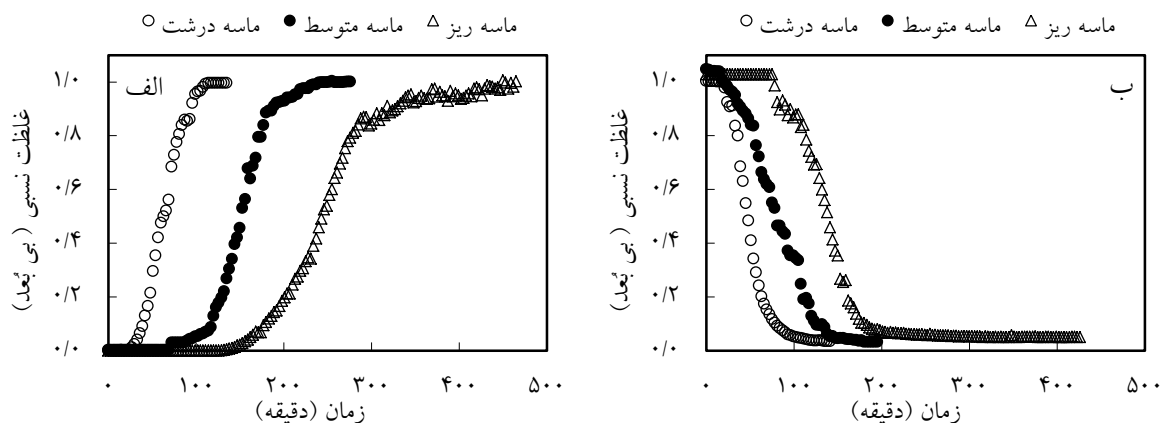 ماسه درشت ○ ماسه متوسط ● ماسه ریز △
الف
غلظت نسبی (بی بُعد)
۱/۰
۰/۸
۰/۶
۰/۴
۰/۲
۰/۰
۰ ۱۰۰ ۲۰۰ ۳۰۰ ۴۰۰ ۵۰۰
زمان (دقیقه)
ماسه درشت ○ ماسه متوسط ● ماسه ریز △
ب
غلظت نسبی (بی بُعد)
۱/۰
۰/۸
۰/۶
۰/۴
۰/۲
۰/۰
۰ ۱۰۰ ۲۰۰ ۳۰۰ ۴۰۰ ۵۰۰
زمان (دقیقه)